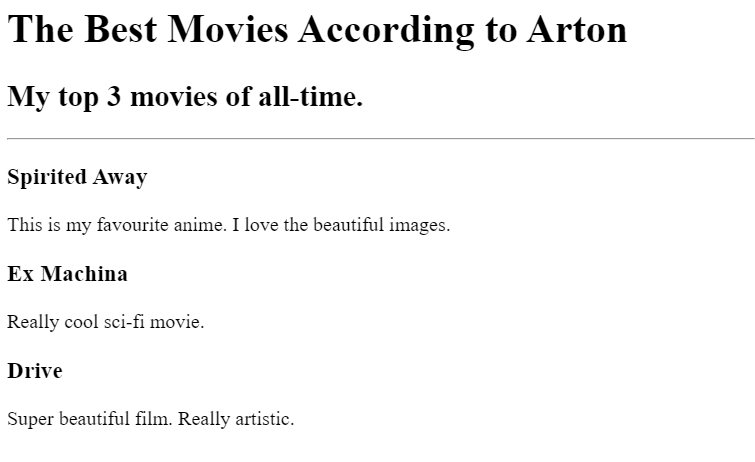 The Best Movies According to Arton
My top 3 movies of all-time.
Spirited Away
This is my favourite anime. I love the beautiful images.
Ex Machina
Really cool sci-fi movie.
Drive
Super beautiful film. Really artistic.